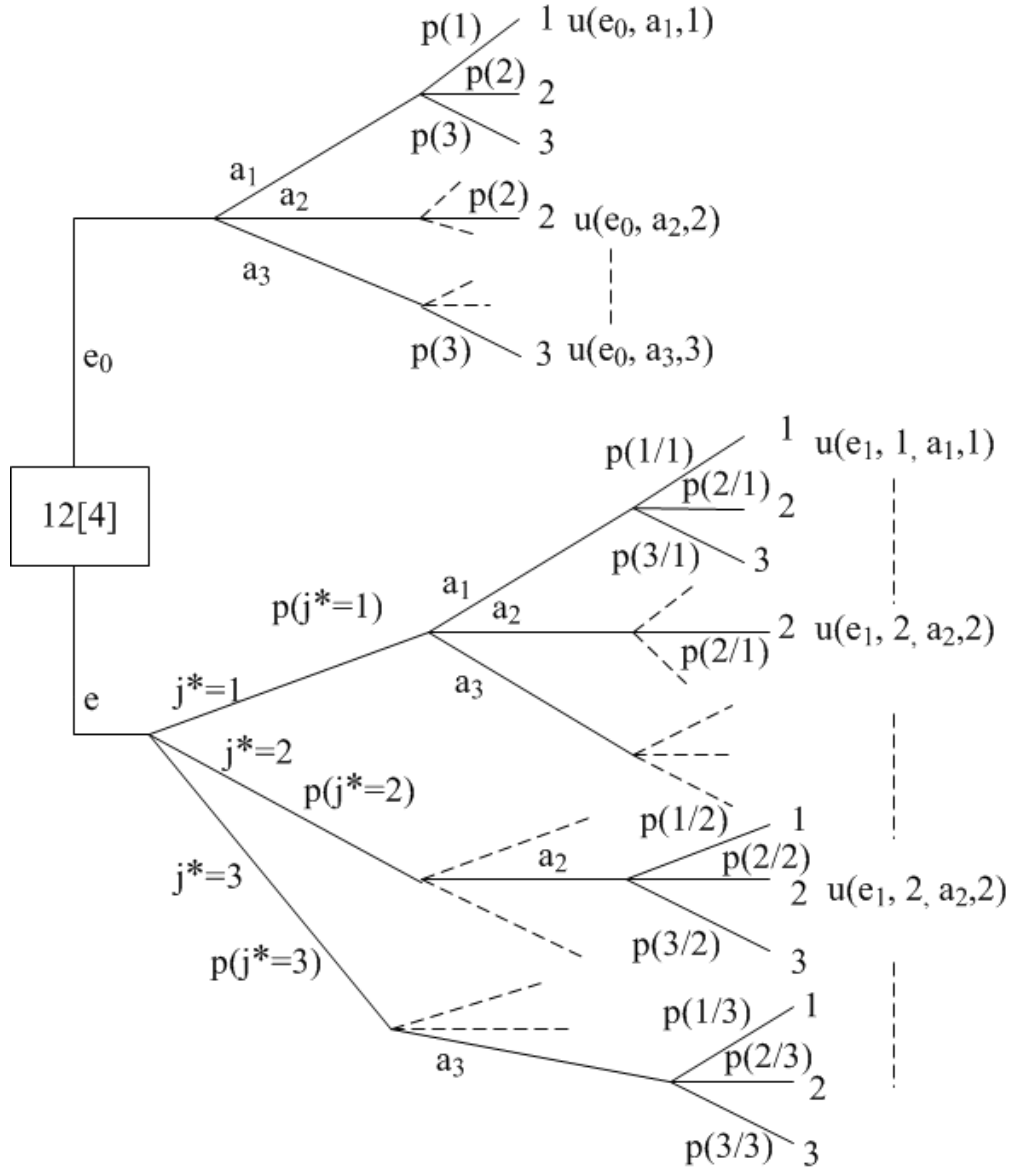 p(1) 1 u(e₀, a₁,1)
p(2) 2
p(3) 3
a₁
a₂ p(2) 2 u(e₀, a₂,2)
a₃
p(3) 3 u(e₀, a₃,3)
e₀
12[4]
p(1/1) 1 u(e₁, 1, a₁,1)
p(2/1) 2
p(3/1) 3
a₁
p(j*=1) a₂ 2 u(e₁, 2, a₂,2)
p(2/1)
a₃
e j*=1
j*=2
p(j*=2) p(1/2) 1
a₂ p(2/2)
j*=3 2 u(e₁, 2, a₂,2)
p(3/2) 3
p(j*=3)
p(1/3) 1
a₃ p(2/3) 2
p(3/3) 3